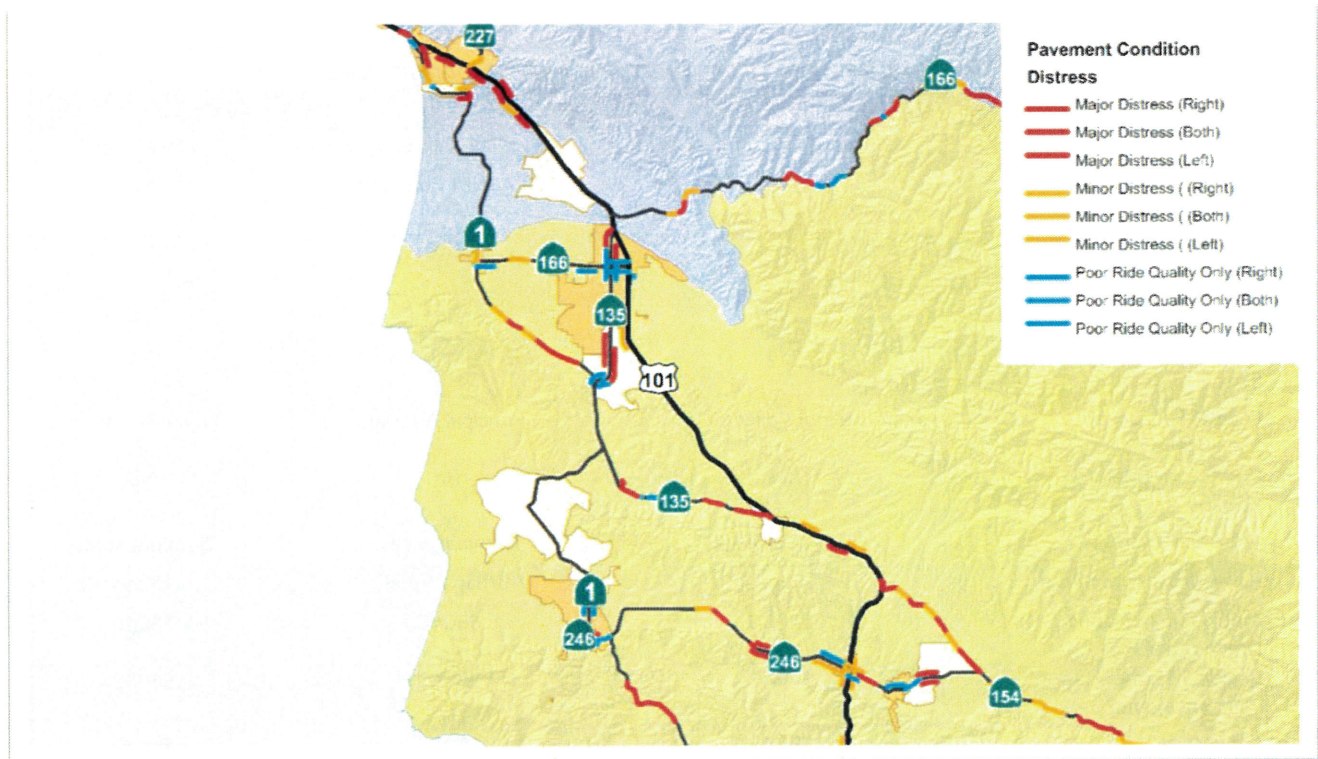 227
166
1
166
135
101
135
1
246
246
154
Pavement Condition
Distress
Major Distress (Right)
Major Distress (Both)
Major Distress (Left)
Minor Distress ( (Right)
Minor Distress ( (Both)
Minor Distress ( (Left)
Poor Ride Quality Only (Right)
Poor Ride Quality Only (Both)
Poor Ride Quality Only (Left)